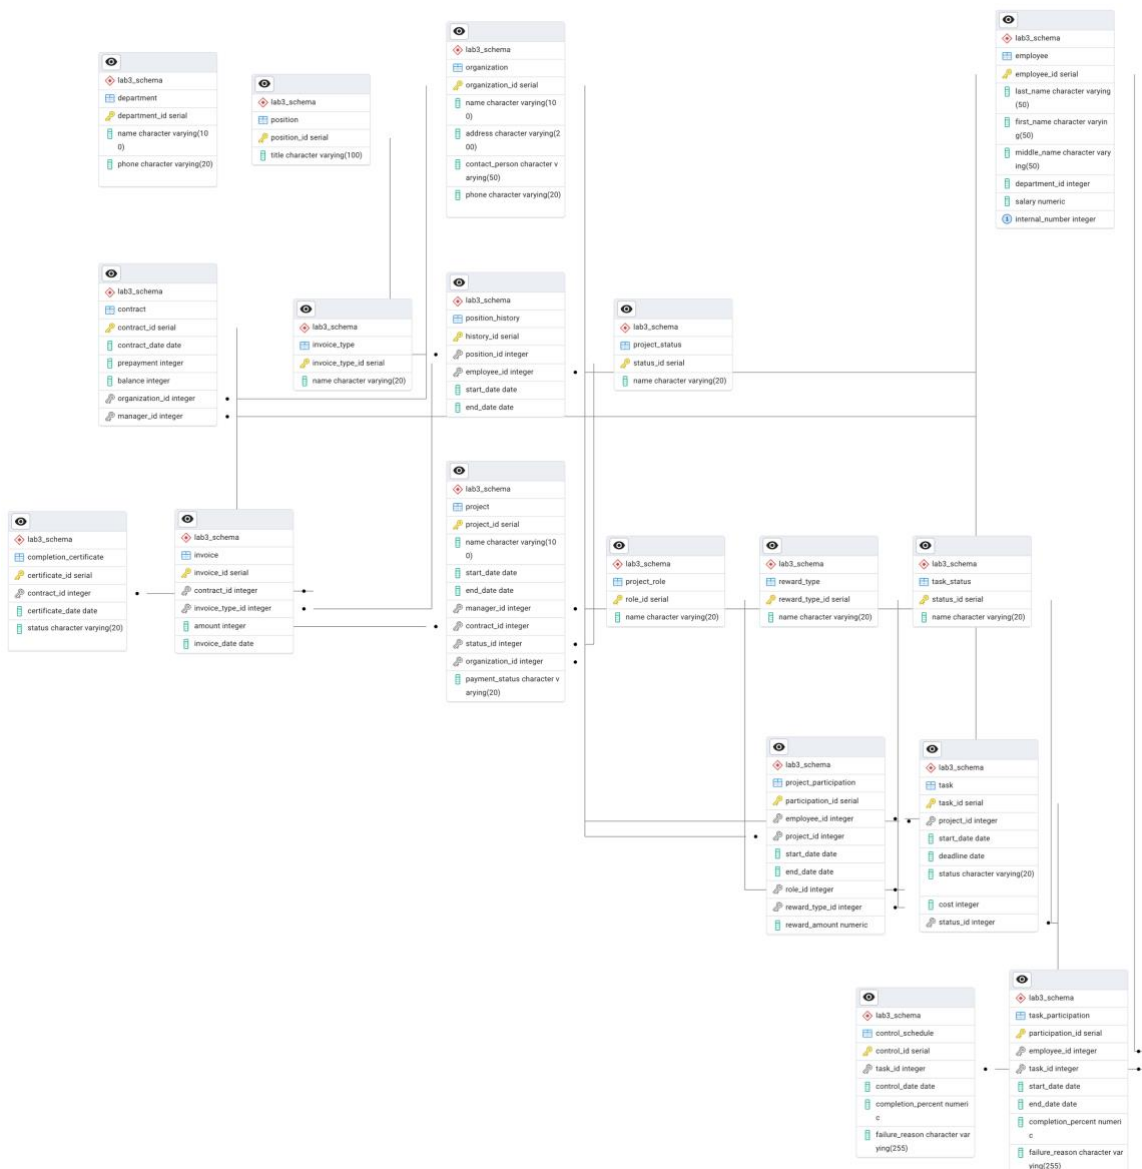 lab3_schema
department
department_id serial
name character varying(10
0)
phone character varying(20)
lab3_schema
position
position_id serial
title character varying(100)
lab3_schema
organization
organization_id serial
name character varying(10
0)
address character varying(2
00)
contact_person character v
arying(50)
phone character varying(20)
lab3_schema
employee
employee_id serial
last_name character varying
(50)
first_name character varyin
g(50)
middle_name character vary
ing(50)
department_id integer
salary numeric
internal_number integer
lab3_schema
contract
contract_id serial
contract_date date
prepayment integer
balance integer
organization_id integer
manager_id integer
lab3_schema
invoice_type
invoice_type_id serial
name character varying(20)
lab3_schema
position_history
history_id serial
position_id integer
employee_id integer
start_date date
end_date date
lab3_schema
project_status
status_id serial
name character varying(20)
lab3_schema
completion_certificate
certificate_id serial
contract_id integer
certificate_date date
status character varying(20)
lab3_schema
invoice
invoice_id serial
contract_id integer
invoice_type_id integer
amount integer
invoice_date date
lab3_schema
project
project_id serial
name character varying(10
0)
start_date date
end_date date
manager_id integer
contract_id integer
status_id integer
organization_id integer
payment_status character v
arying(20)
lab3_schema
project_role
role_id serial
name character varying(20)
lab3_schema
reward_type
reward_type_id serial
name character varying(20)
lab3_schema
task_status
status_id serial
name character varying(20)
lab3_schema
project_participation
participation_id serial
employee_id integer
project_id integer
start_date date
end_date date
role_id integer
reward_type_id integer
reward_amount numeric
lab3_schema
task
task_id serial
project_id integer
start_date date
deadline date
status character varying(20)
cost integer
status_id integer
lab3_schema
control_schedule
control_id serial
task_id integer
control_date date
completion_percent numeri
c
failure_reason character var
ying(255)
lab3_schema
task_participation
participation_id serial
employee_id integer
task_id integer
start_date date
end_date date
completion_percent numeri
c
failure_reason character var
ying(255)